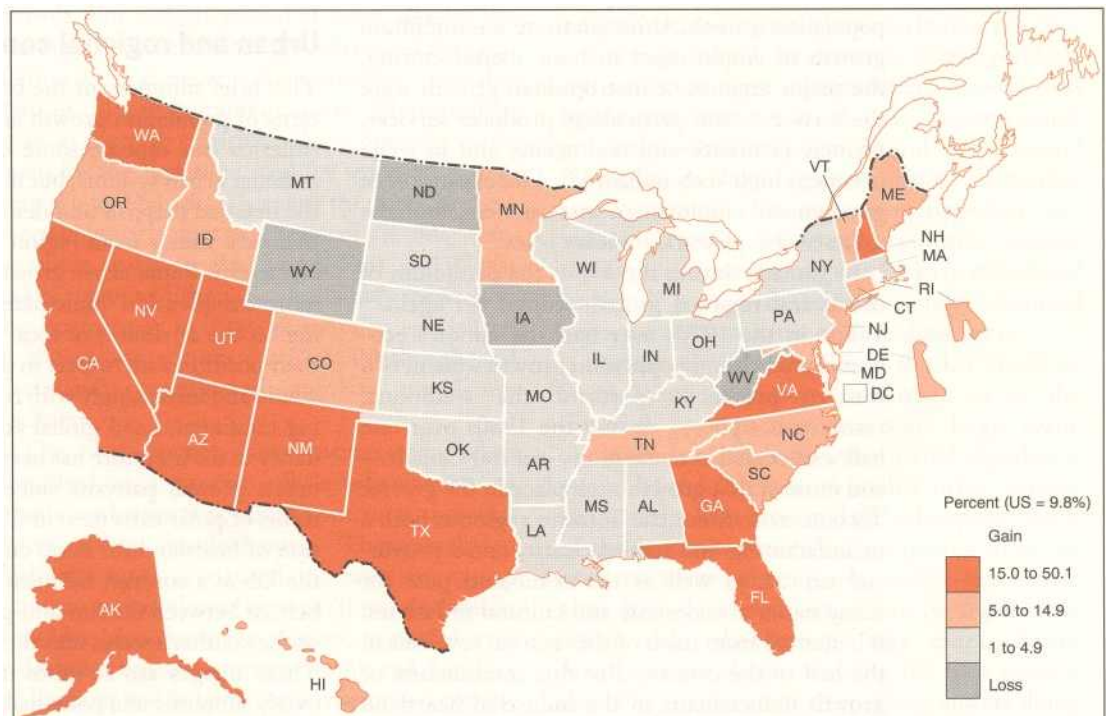 WA
OR
ID
MT
ND
MN
WY
SD
WI
MI
NY
VT
ME
NH
MA
RI
CT
NJ
DE
MD
DC
NV
UT
CA
CO
NE
IA
IL
IN
OH
PA
WV
VA
KS
MO
KY
AZ
NM
OK
AR
TN
NC
SC
TX
LA
MS
AL
GA
FL
AK
HI
Percent (US = 9.8%)
Gain
15.0 to 50.1
5.0 to 14.9
1 to 4.9
Loss
Urban and regional